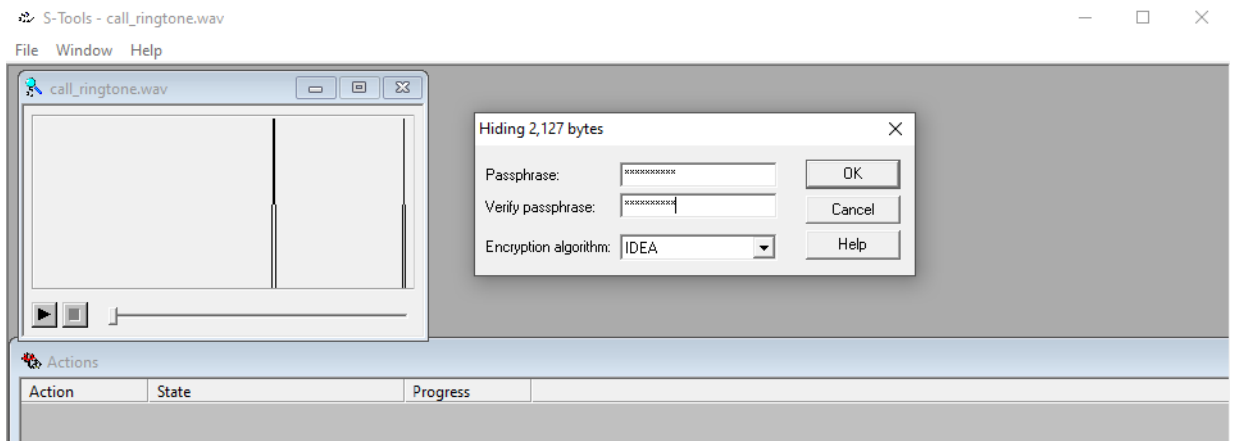 S-Tools - call_ringtone.wav
File Window Help
call_ringtone.wav
Hiding 2,127 bytes
Passphrase: ********** OK
Verify passphrase: ********** Cancel
Encryption algorithm: IDEA Help
Actions
Action State Progress